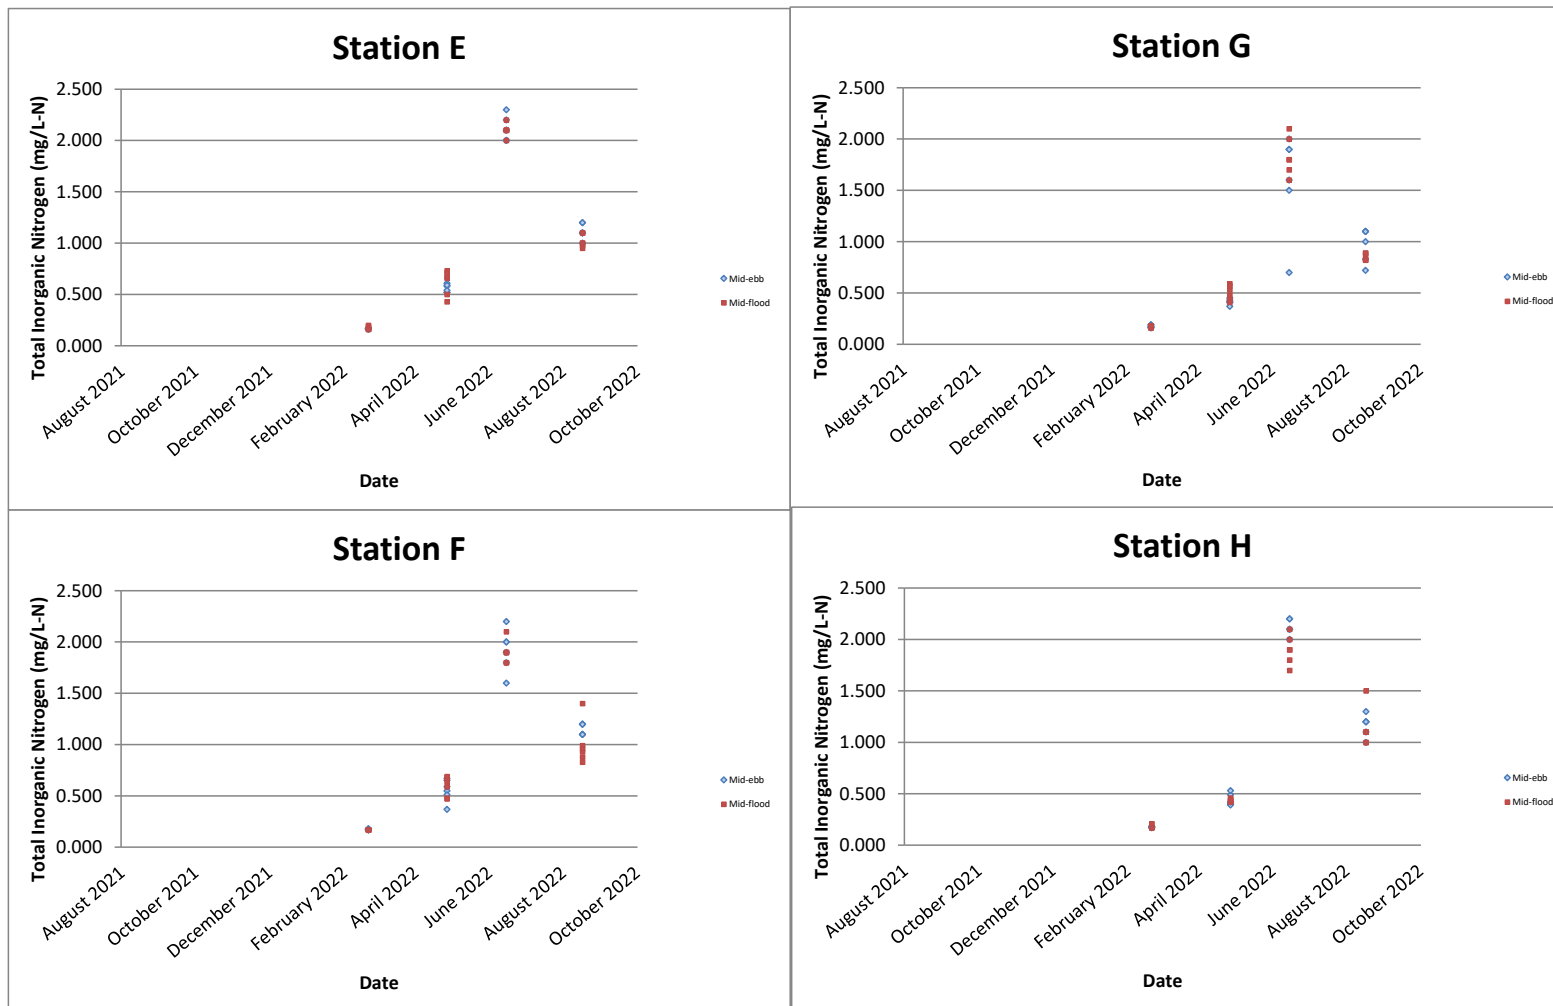 Station E
Total Inorganic Nitrogen (mg/L-N)
2.500
2.000
1.500
1.000
0.500
0.000
August 2021
October 2021
December 2021
February 2022
April 2022
June 2022
August 2022
October 2022
Date
Mid-ebb
Mid-flood
Station G
Total Inorganic Nitrogen (mg/L-N)
2.500
2.000
1.500
1.000
0.500
0.000
August 2021
October 2021
December 2021
February 2022
April 2022
June 2022
August 2022
October 2022
Date
Mid-ebb
Mid-flood
Station F
Total Inorganic Nitrogen (mg/L-N)
2.500
2.000
1.500
1.000
0.500
0.000
August 2021
October 2021
December 2021
February 2022
April 2022
June 2022
August 2022
October 2022
Date
Mid-ebb
Mid-flood
Station H
Total Inorganic Nitrogen (mg/L-N)
2.500
2.000
1.500
1.000
0.500
0.000
August 2021
October 2021
December 2021
February 2022
April 2022
June 2022
August 2022
October 2022
Date
Mid-ebb
Mid-flood